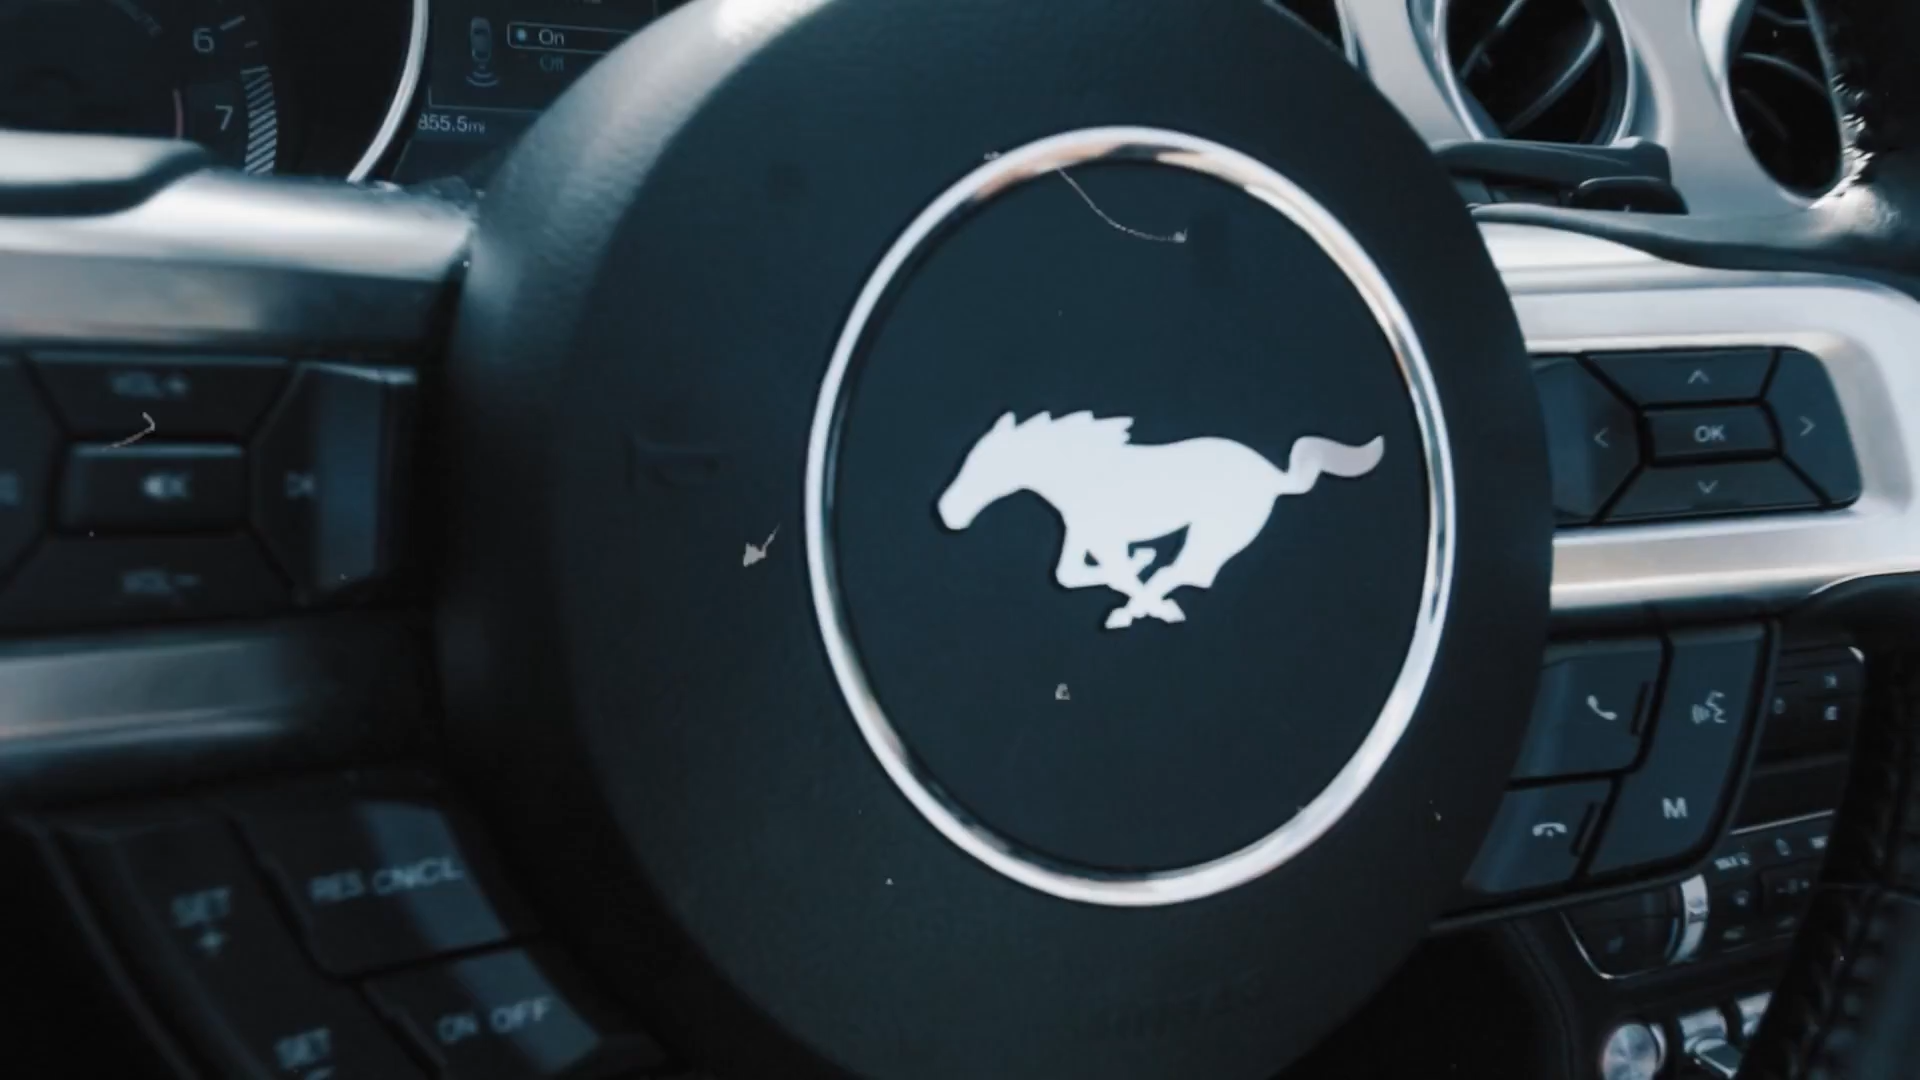 6
On
Off
7
855.5mi
VOL+
OK
VOL-
M
RES CNCL
SET
+
ON OFF
SET
-